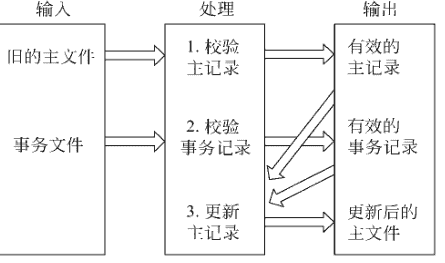 输入
处理
输出
旧的主文件
1. 校验
主记录
有效的
主记录
事务文件
2. 校验
事务记录
有效的
事务记录
3. 更新
主记录
更新后的
主文件